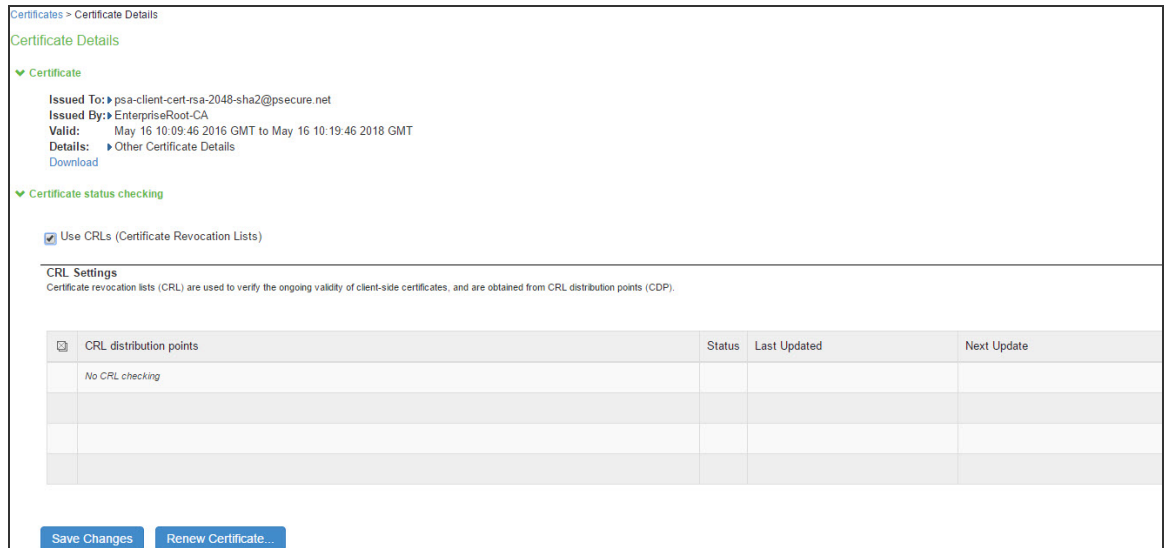 Certificates > Certificate Details
Certificate Details
Certificate
Issued To: psa-client-cert-rsa-2048-sha2@psecure.net
Issued By: EnterpriseRoot-CA
Valid: May 16 10:09:46 2016 GMT to May 16 10:19:46 2018 GMT
Details: Other Certificate Details
Download
Certificate status checking
Use CRLs (Certificate Revocation Lists)
CRL Settings
Certificate revocation lists (CRL) are used to verify the ongoing validity of client-side certificates, and are obtained from CRL distribution points (CDP).
CRL distribution points Status Last Updated Next Update
No CRL checking
Save Changes Renew Certificate...